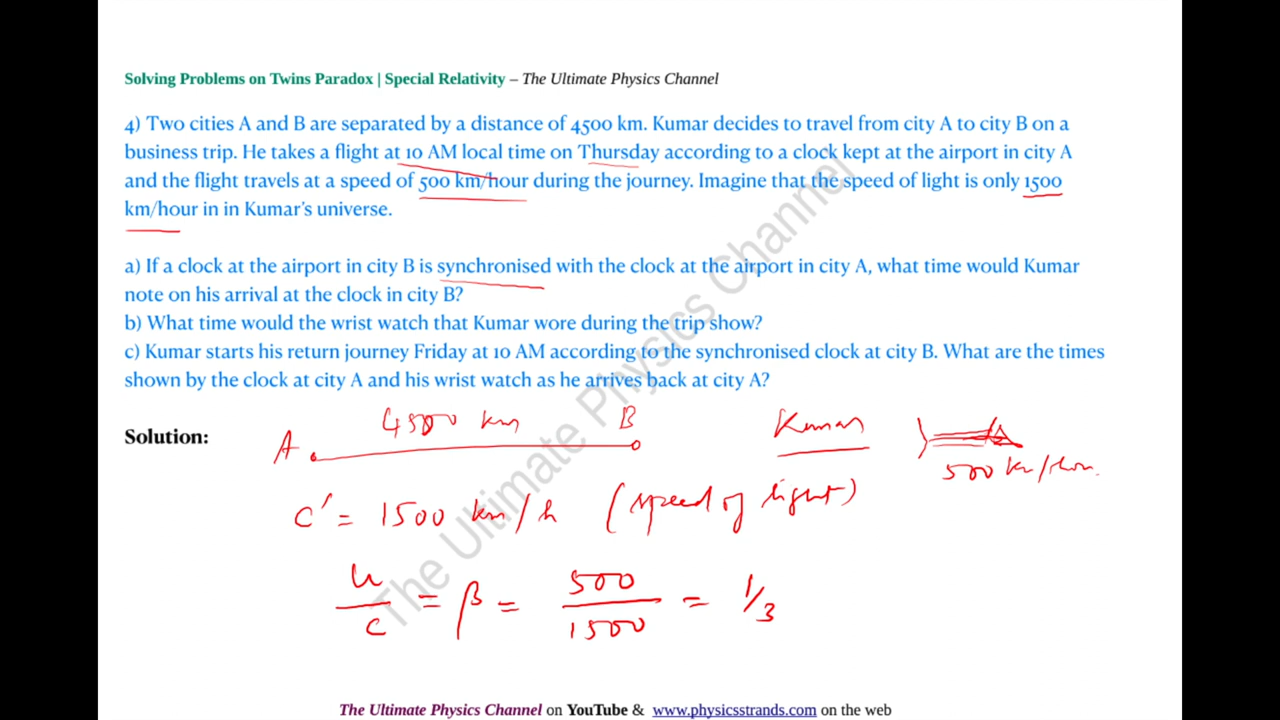 Solving Problems on Twins Paradox | Special Relativity – The Ultimate Physics Channel
4) Two cities A and B are separated by a distance of 4500 km. Kumar decides to travel from city A to city B on a
business trip. He takes a flight at 10 AM local time on Thursday according to a clock kept at the airport in city A
and the flight travels at a speed of 500 km/hour during the journey. Imagine that the speed of light is only 1500
km/hour in in Kumar's universe.
a) If a clock at the airport in city B is synchronised with the clock at the airport in city A, what time would Kumar
note on his arrival at the clock in city B?
b) What time would the wrist watch that Kumar wore during the trip show?
c) Kumar starts his return journey Friday at 10 AM according to the synchronised clock at city B. What are the times
shown by the clock at city A and his wrist watch as he arrives back at city A?
Solution:
A 4500 km B Kumar
500 km/hour.
c' = 1500 km/h (speed of light)
u/c = β = 500/1500 = 1/3
The Ultimate Physics Channel
The Ultimate Physics Channel on YouTube & www.physicsstrands.com on the web